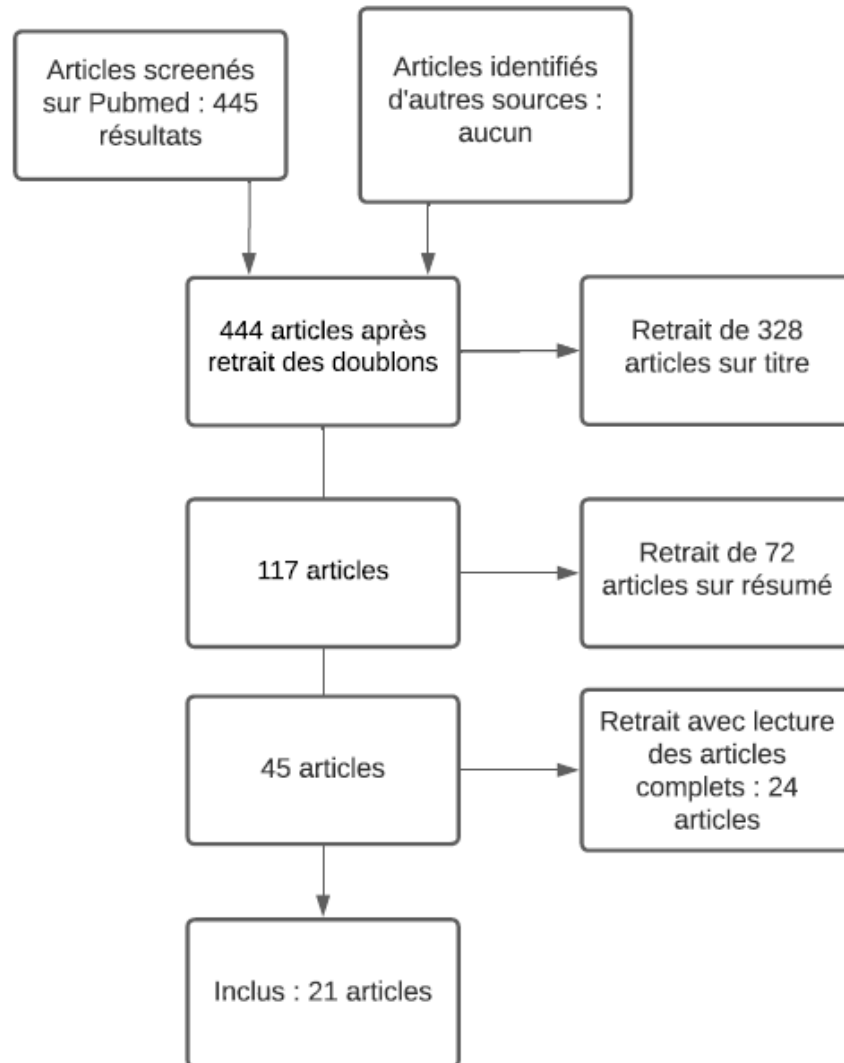 Articles screenés
sur Pubmed : 445
résultats
Articles identifiés
d'autres sources :
aucun
444 articles après
retrait des doublons
Retrait de 328
articles sur titre
117 articles
Retrait de 72
articles sur résumé
45 articles
Retrait avec lecture
des articles
complets : 24
articles
Inclus : 21 articles